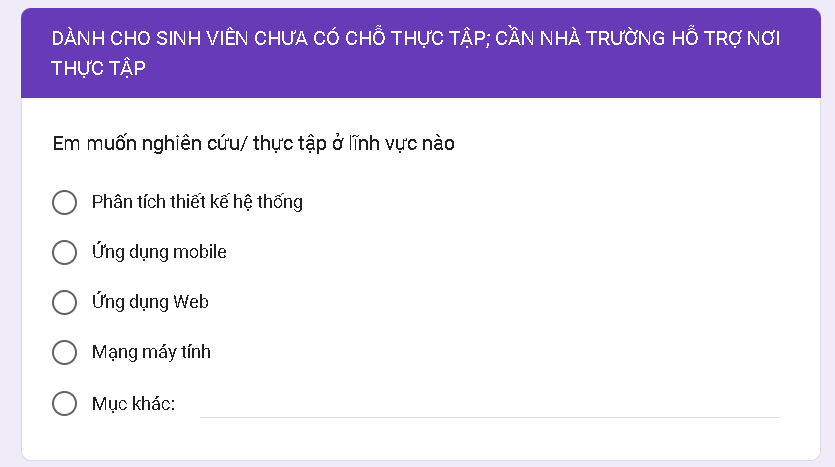 DÀNH CHO SINH VIÊN CHƯA CÓ CHỖ THỰC TẬP; CẦN NHÀ TRƯỜNG HỖ TRỢ NƠI
THỰC TẬP
Em muốn nghiên cứu/ thực tập ở lĩnh vực nào
Phân tích thiết kế hệ thống
Ứng dụng mobile
Ứng dụng Web
Mạng máy tính
Mục khác: